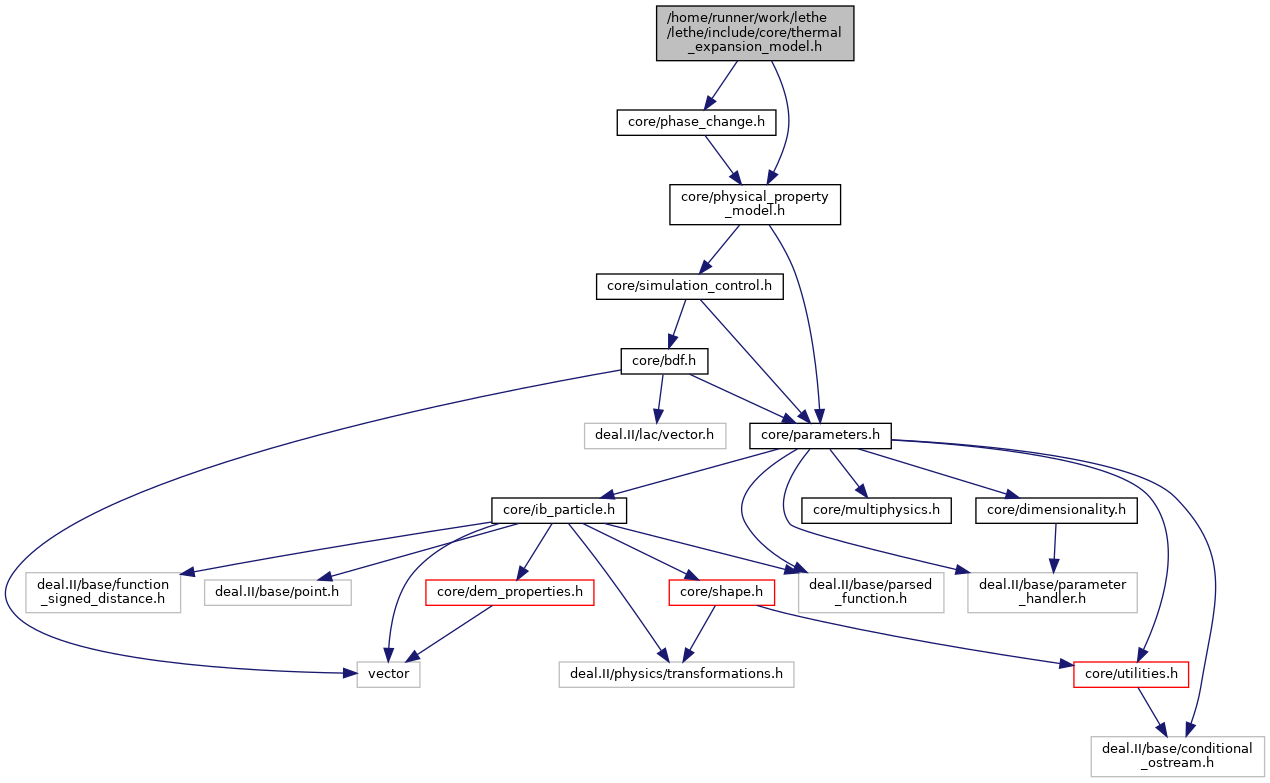 /home/runner/work/lethe
/lethe/include/core/thermal
_expansion_model.h
core/phase_change.h
core/physical_property
_model.h
core/simulation_control.h
core/bdf.h
deal.II/lac/vector.h
core/parameters.h
core/ib_particle.h
core/multiphysics.h
core/dimensionality.h
deal.II/base/function
_signed_distance.h
deal.II/base/point.h
core/dem_properties.h
core/shape.h
deal.II/base/parsed
_function.h
deal.II/base/parameter
_handler.h
vector
deal.II/physics/transformations.h
core/utilities.h
deal.II/base/conditional
_ostream.h